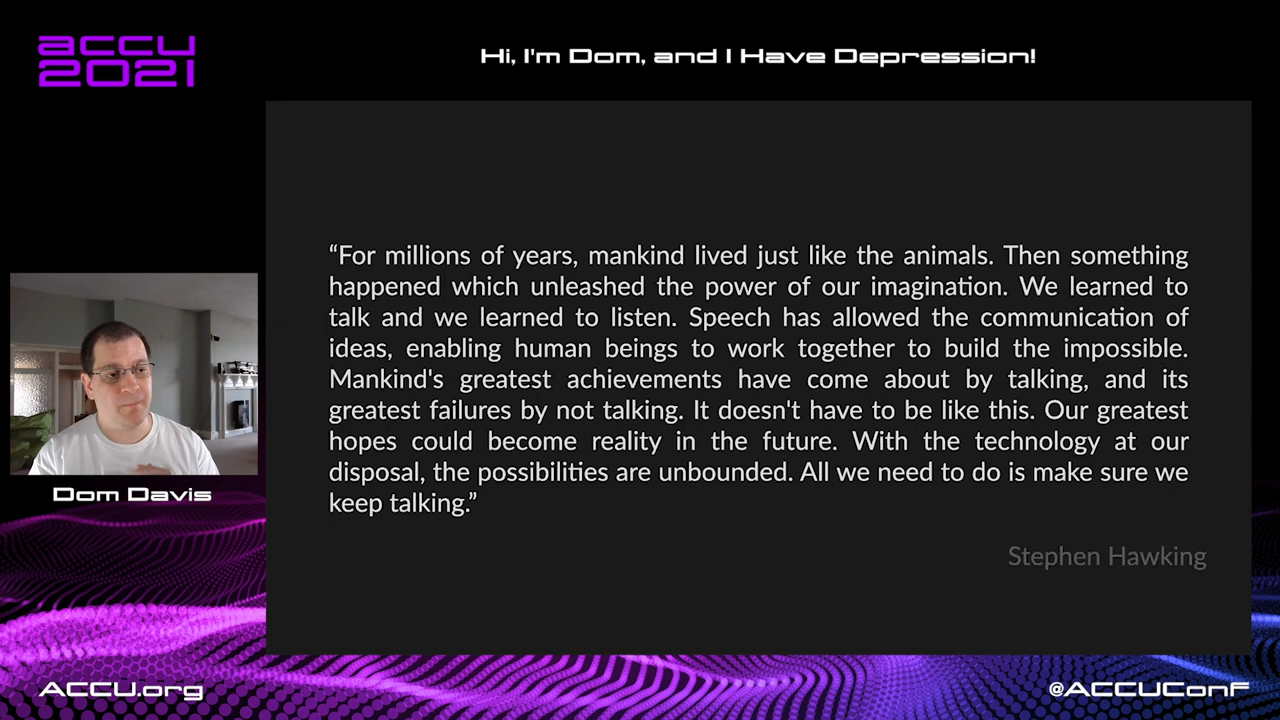 accu
2021
Hi, I'm Dom, and I Have Depression!
“For millions of years, mankind lived just like the animals. Then something
happened which unleashed the power of our imagination. We learned to
talk and we learned to listen. Speech has allowed the communication of
ideas, enabling human beings to work together to build the impossible.
Mankind's greatest achievements have come about by talking, and its
greatest failures by not talking. It doesn't have to be like this. Our greatest
hopes could become reality in the future. With the technology at our
disposal, the possibilities are unbounded. All we need to do is make sure we
keep talking.”
Stephen Hawking
Dom Davis
ACCU.org
@ACCUConf